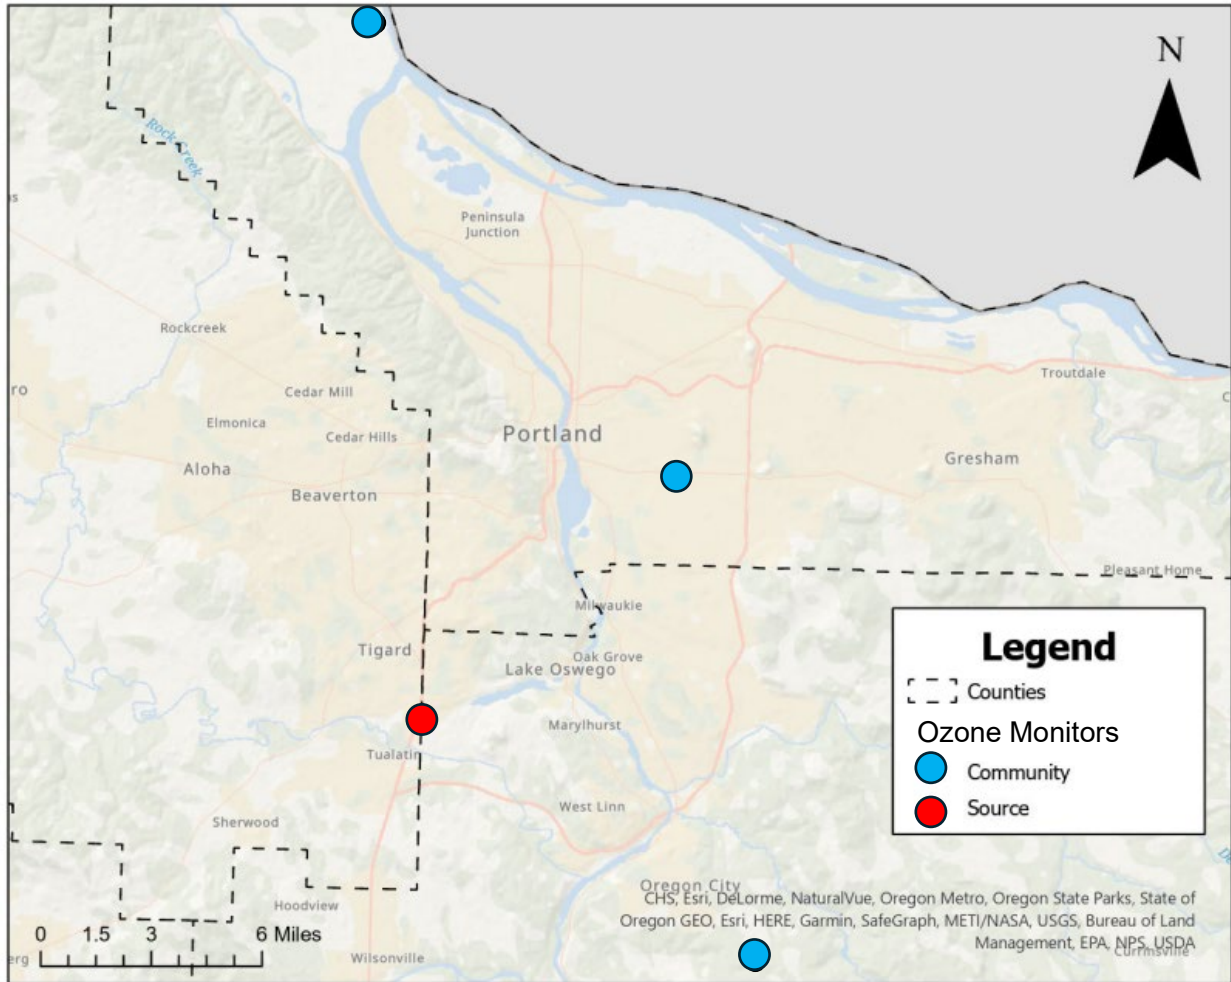 N
Rock Creek
Peninsula
Junction
Rockcreek
Troutdale
ro
Cedar Mill
Elmonica
Cedar Hills
Portland
Aloha
Gresham
Beaverton
Pleasant Home
Milwaukie
Tigard
Oak Grove
Lake Oswego
Marylhurst
Tualatin
West Linn
Sherwood
Oregon City
Hoodview
Wilsonville
erg
Currinsville
Legend
Counties
Ozone Monitors
Community
Source
0 1.5 3 6 Miles
CHS, Esri, DeLorme, NaturalVue, Oregon Metro, Oregon State Parks, State of
Oregon GEO, Esri, HERE, Garmin, SafeGraph, METI/NASA, USGS, Bureau of Land
Management, EPA, NPS, USDA